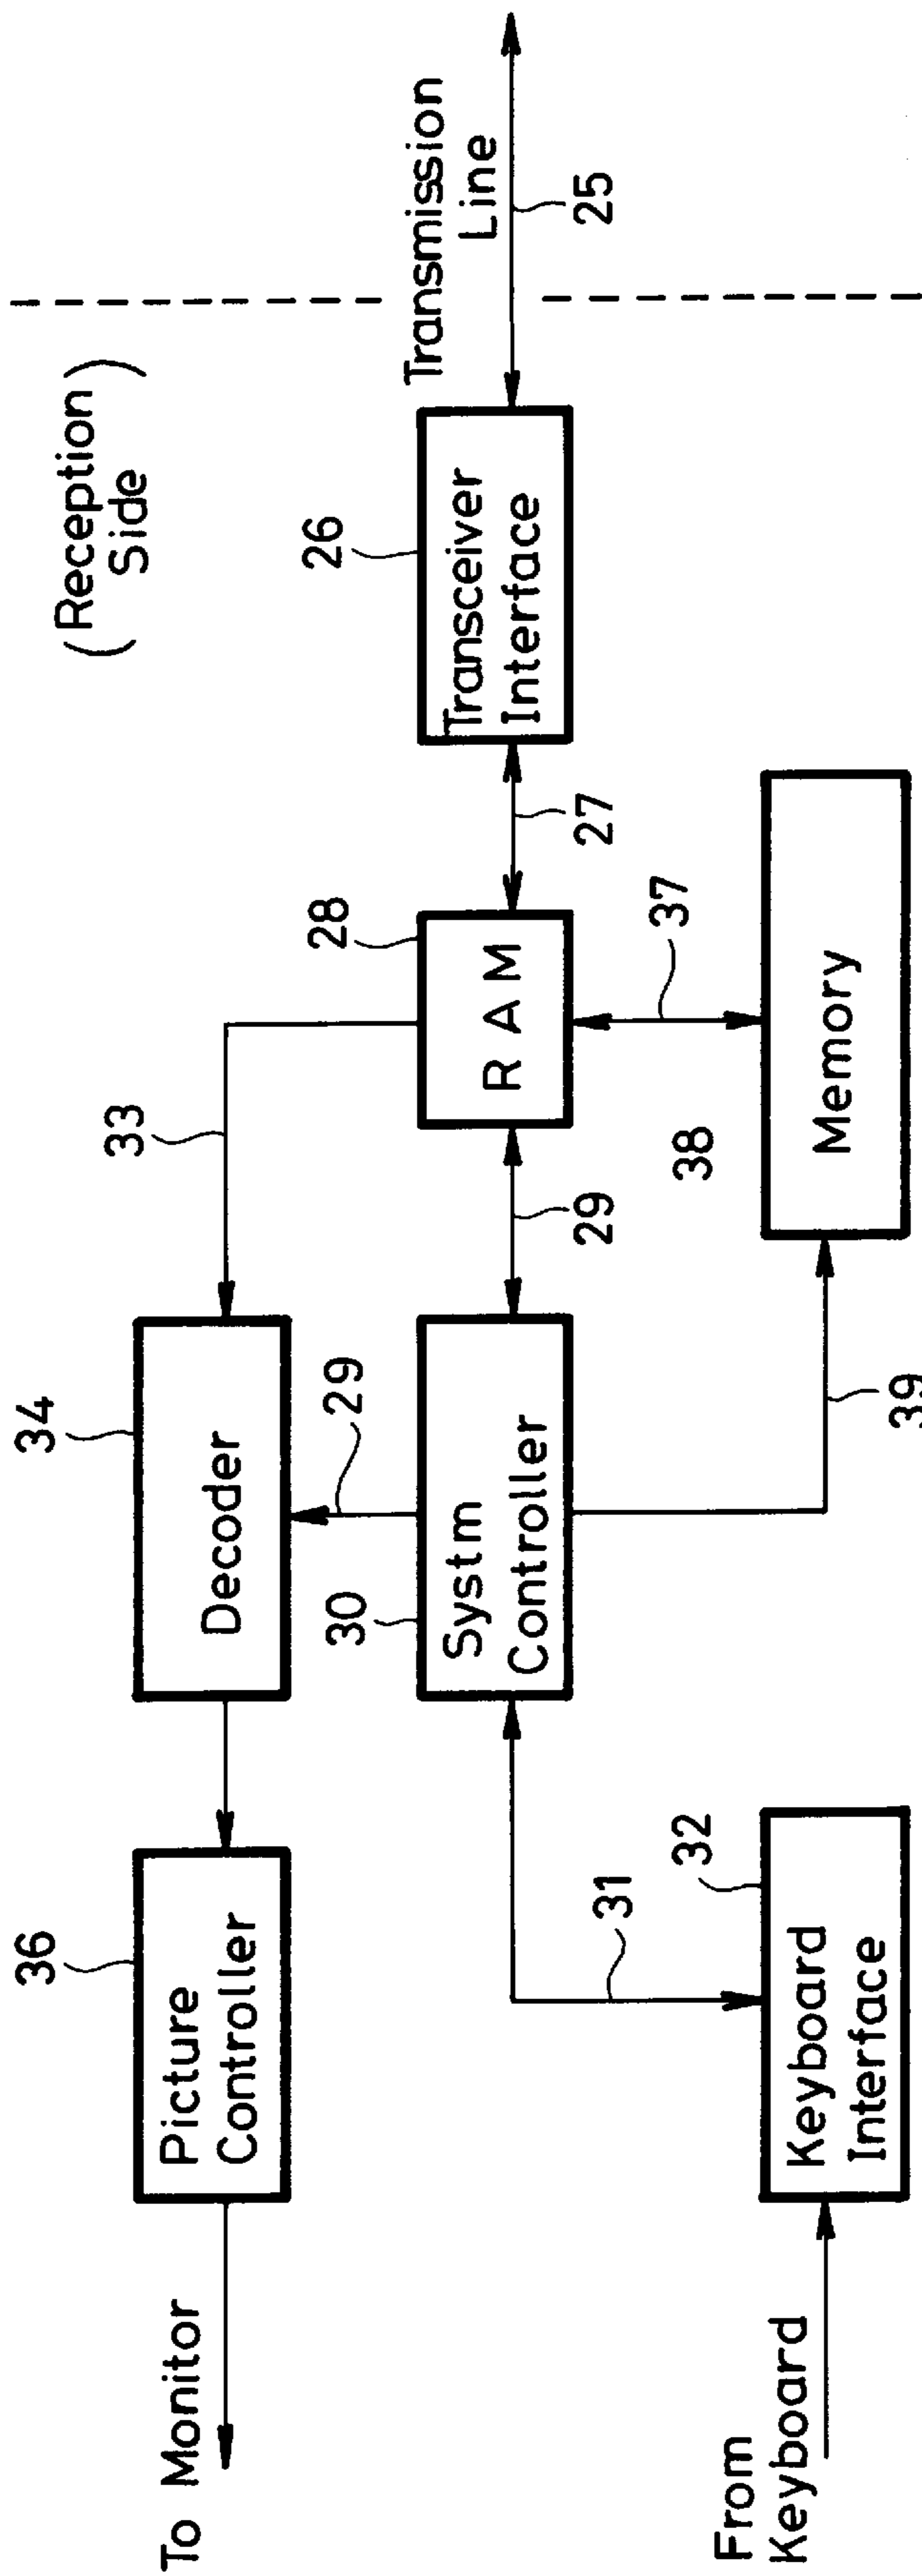 (Reception
Side)
Transmission
Line
25
26
Transceiver
Interface
27
28
RAM
37
38
Memory
33
29
34
Decoder
29
30
Systm
Controller
39
36
Picture
Controller
31
32
Keyboard
Interface
To Monitor
From
Keyboard